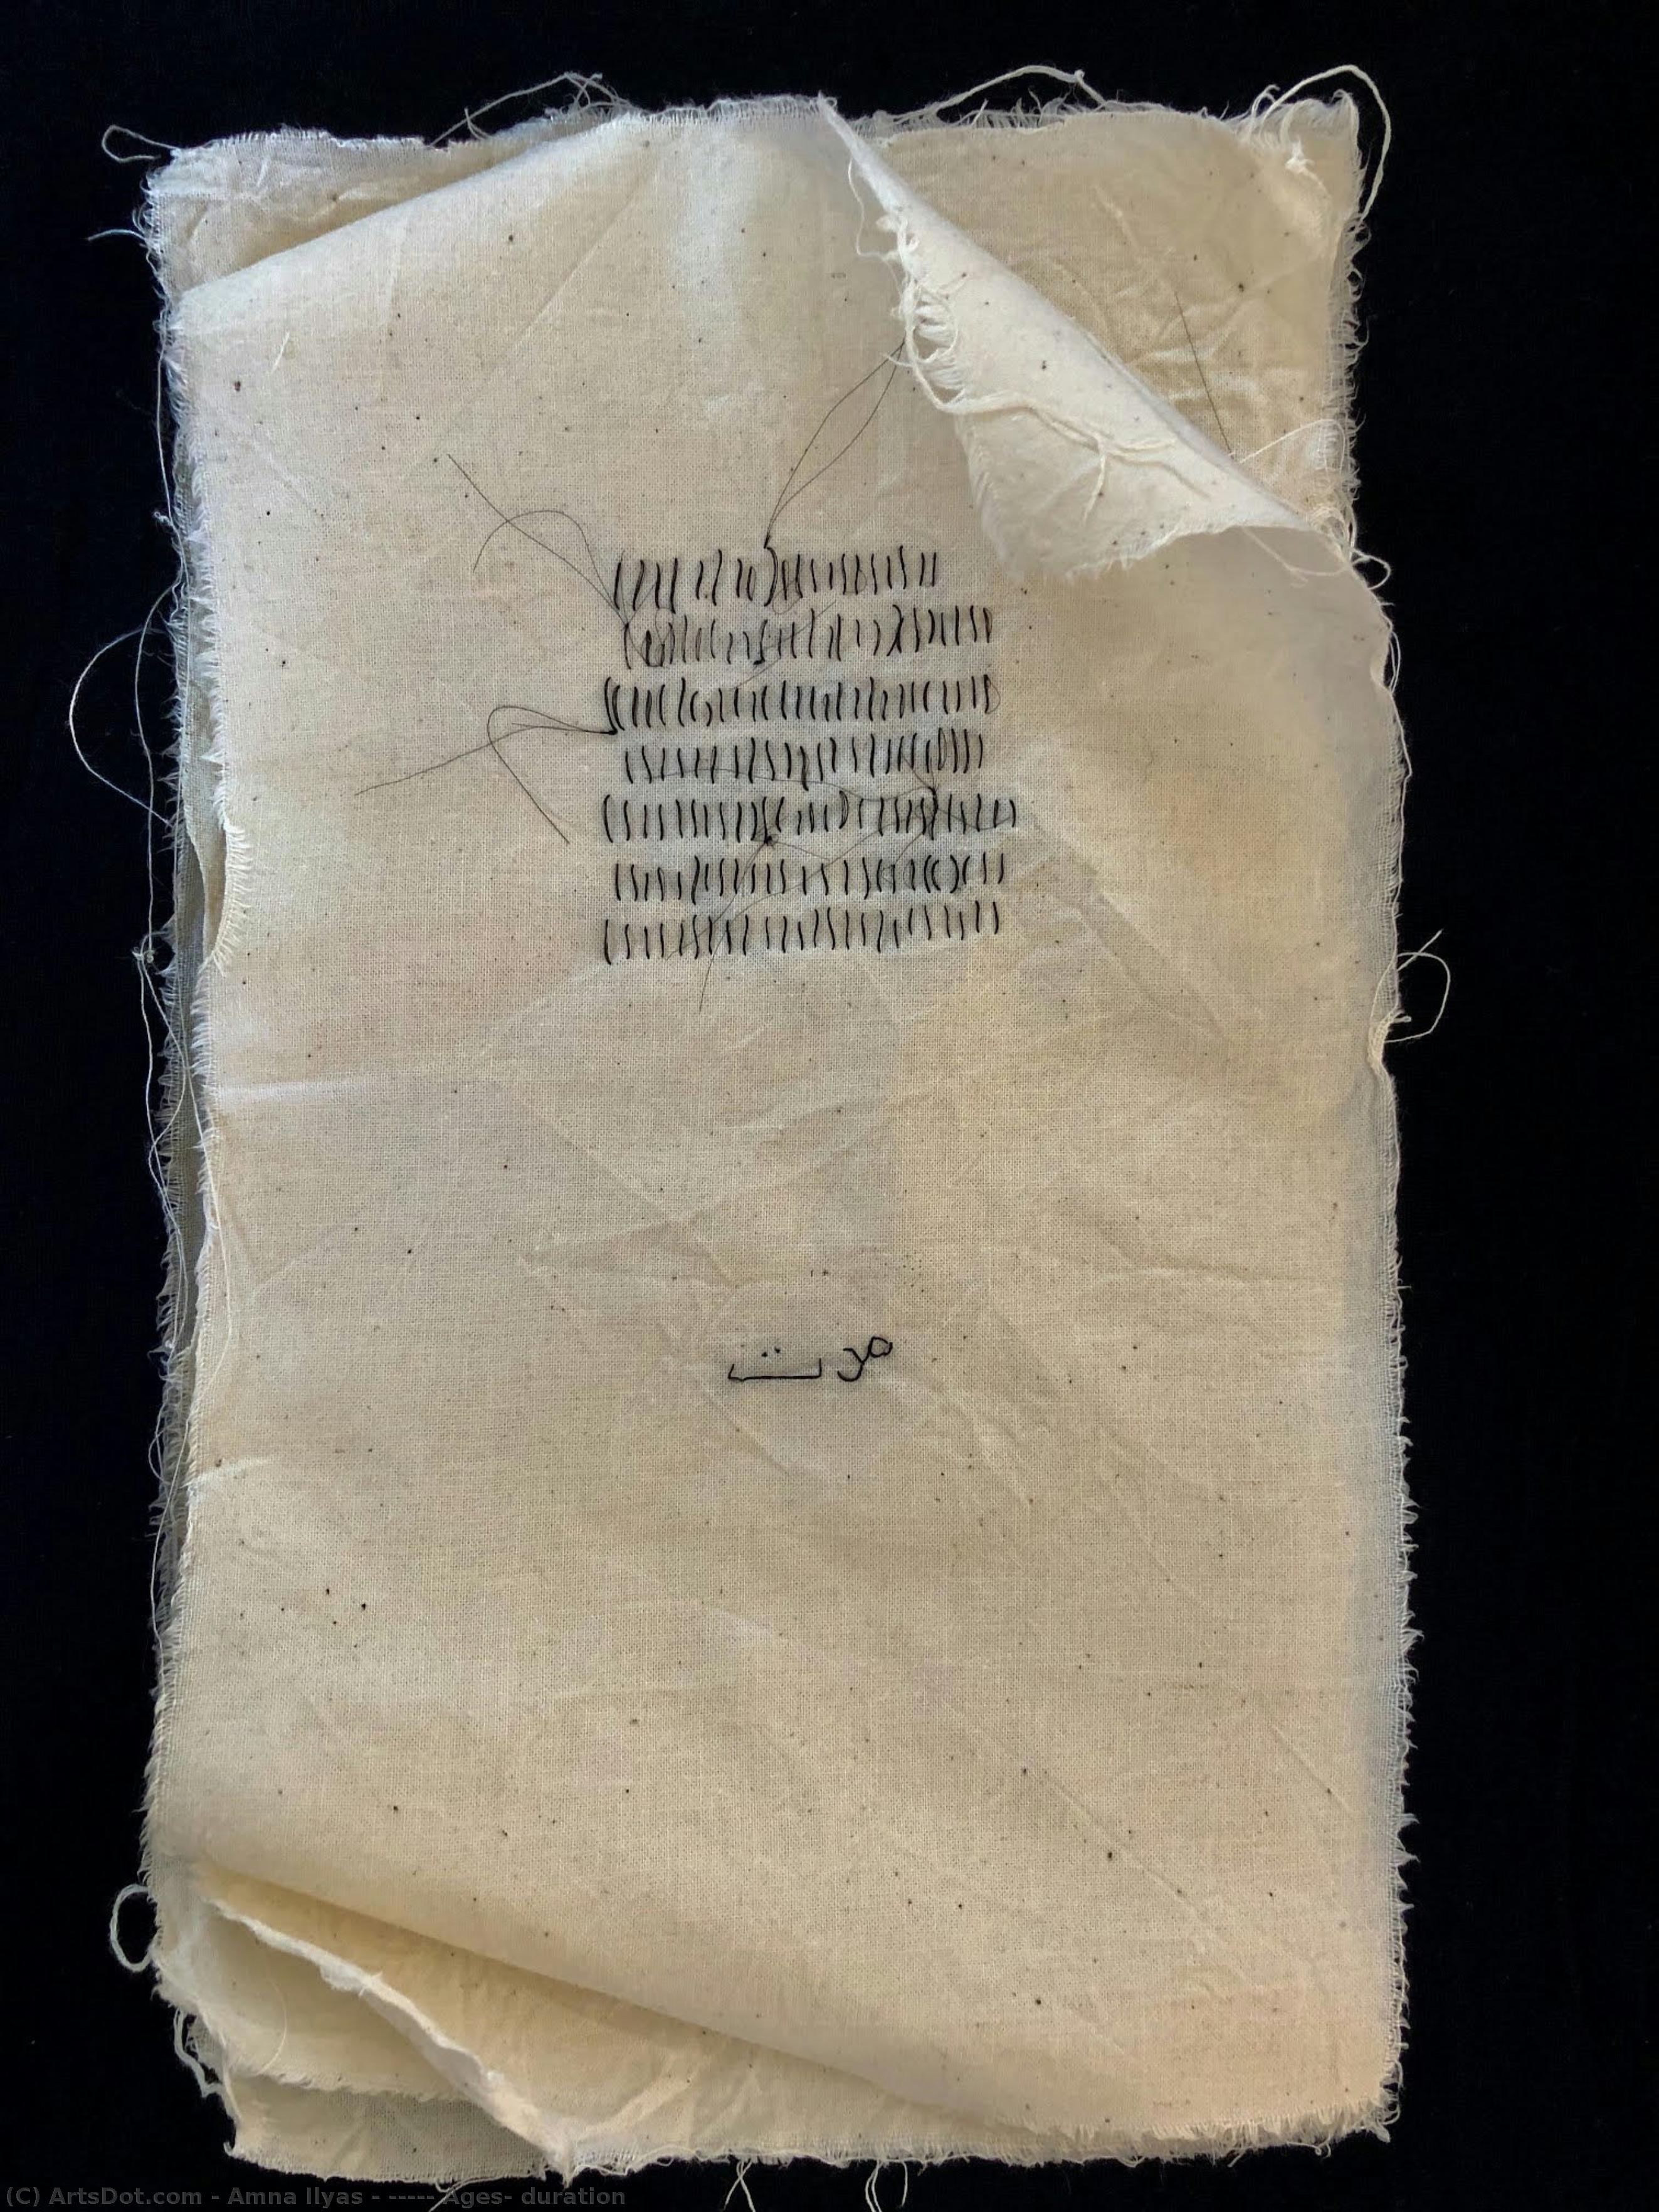 مدت
(C) ArtsDot.com - Amna Ilyas - ----- Ages- duration